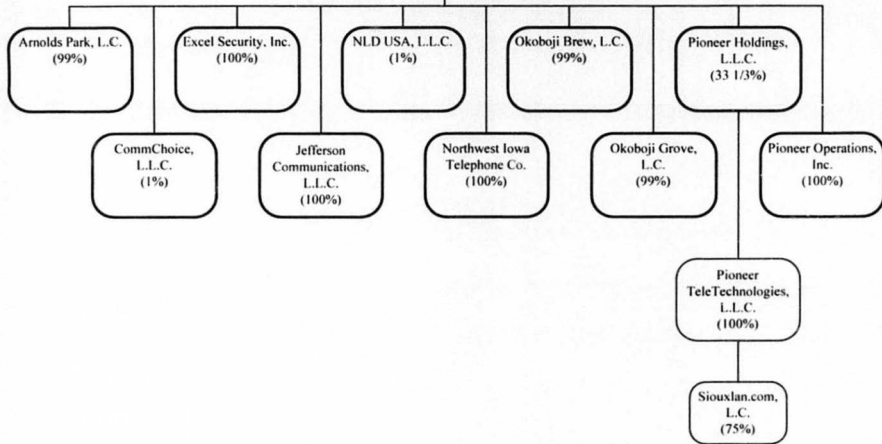 Arnolds Park, L.C.
(99%)
Excel Security, Inc.
(100%)
NLD USA, L.L.C.
(1%)
Okoboji Brew, L.C.
(99%)
Pioneer Holdings,
L.L.C.
(33 1/3%)
CommChoice,
L.L.C.
(1%)
Jefferson
Communications,
L.L.C.
(100%)
Northwest Iowa
Telephone Co.
(100%)
Okoboji Grove,
L.C.
(99%)
Pioneer Operations,
Inc.
(100%)
Pioneer
TeleTechnologies,
L.L.C.
(100%)
Siouxlan.com,
L.C.
(75%)